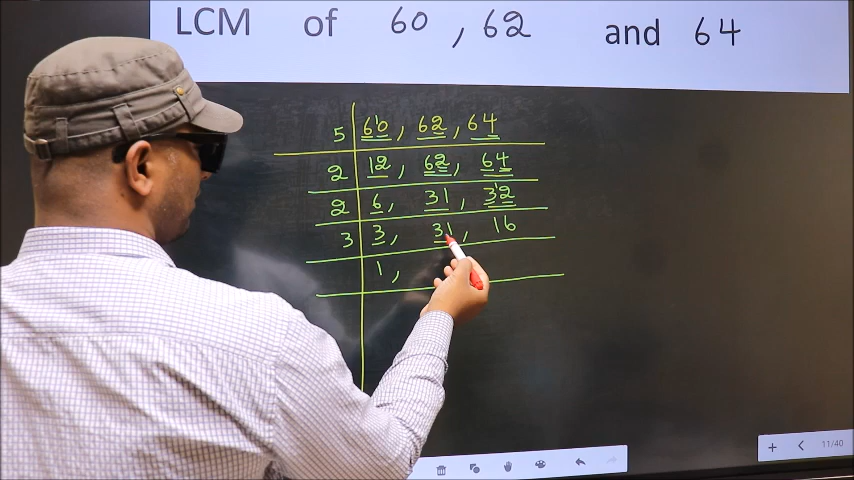 LCM of 60 , 62 and 64
5 60 , 62 , 64
2 12 , 62 , 64
2 6 , 31 , 32
3 3 , 31 , 16
1 ,
11/40